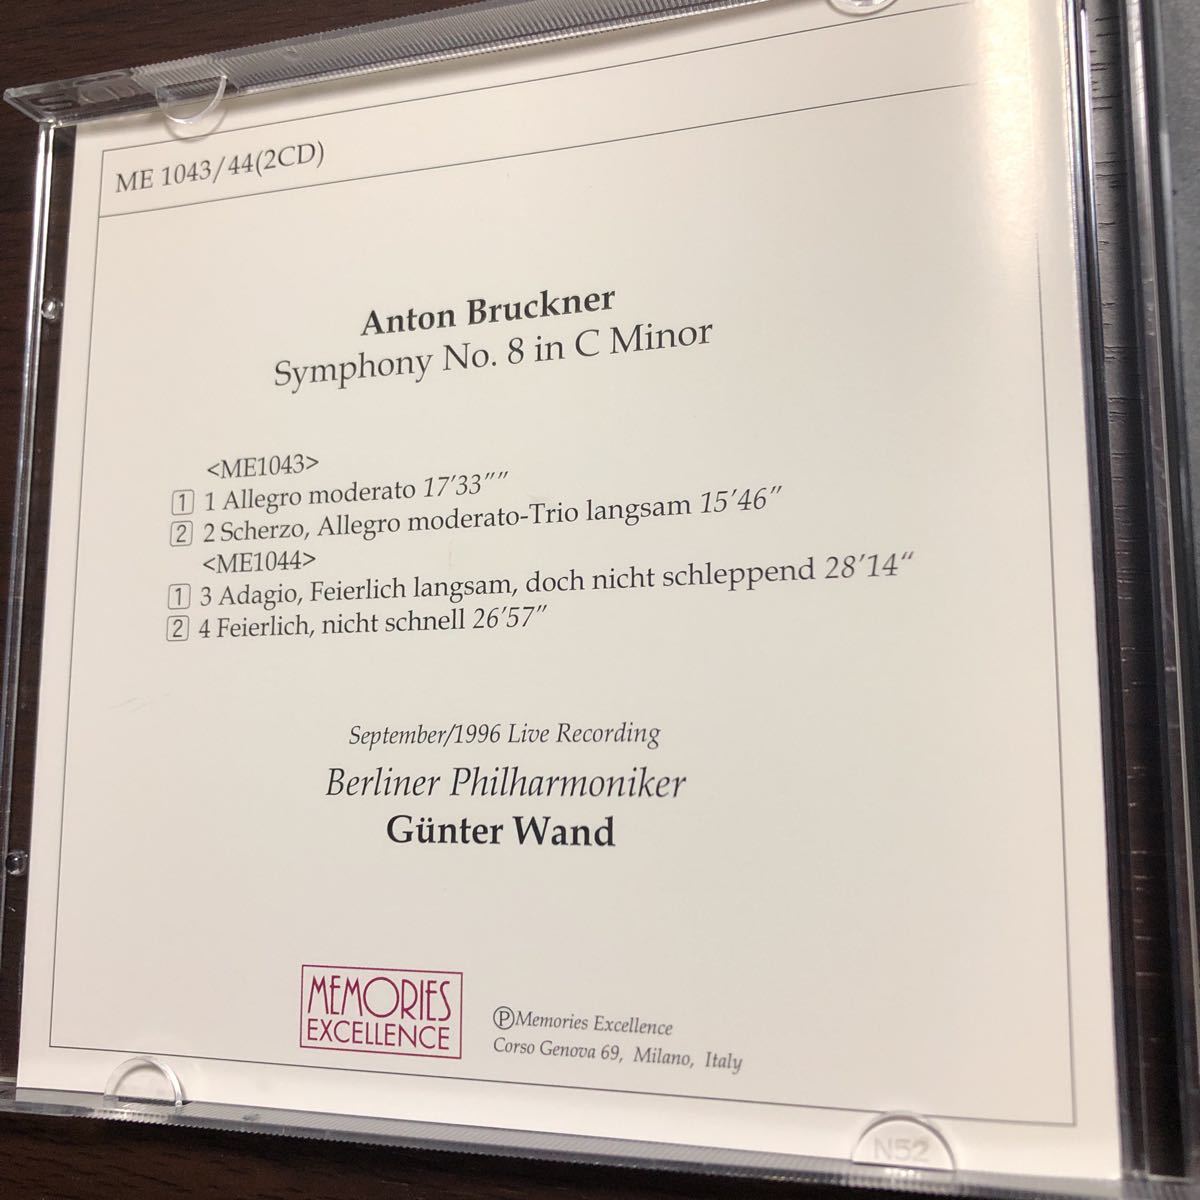 ME 1043/44(2CD)
Anton Bruckner
Symphony No. 8 in C Minor
<ME1043>
1 1 Allegro moderato 17'33""
2 2 Scherzo, Allegro moderato-Trio langsam 15'46"
<ME1044>
1 3 Adagio, Feierlich langsam, doch nicht schleppend 28'14“
2 4 Feierlich, nicht schnell 26'57"
September/1996 Live Recording
Berliner Philharmoniker
Günter Wand
MEMORIES
EXCELLENCE
ⓅMemories Excellence
Corso Genova 69, Milano, Italy
N52